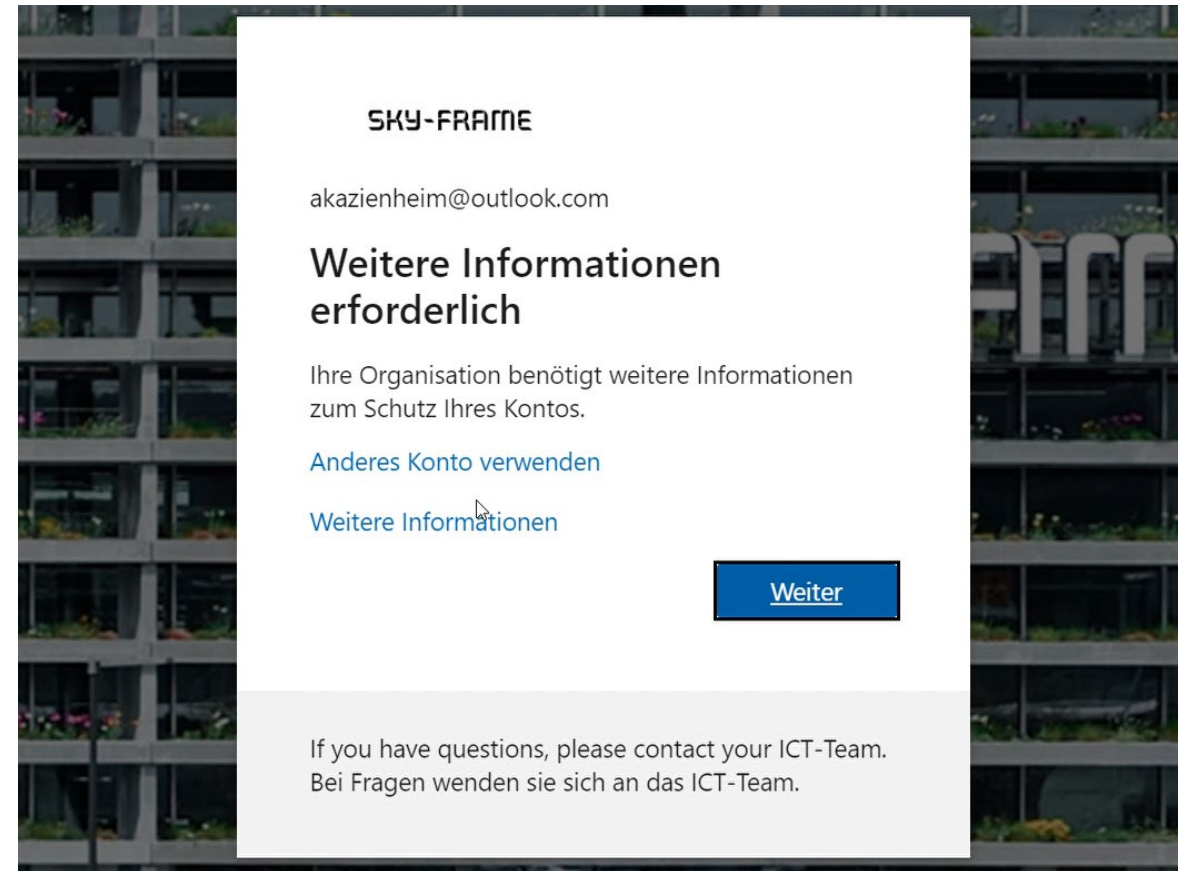 SKY-FRAME
akazienheim@outlook.com
Weitere Informationen
erforderlich
Ihre Organisation benötigt weitere Informationen
zum Schutz Ihres Kontos.
Anderes Konto verwenden
Weitere Informationen
Weiter
If you have questions, please contact your ICT-Team.
Bei Fragen wenden sie sich an das ICT-Team.